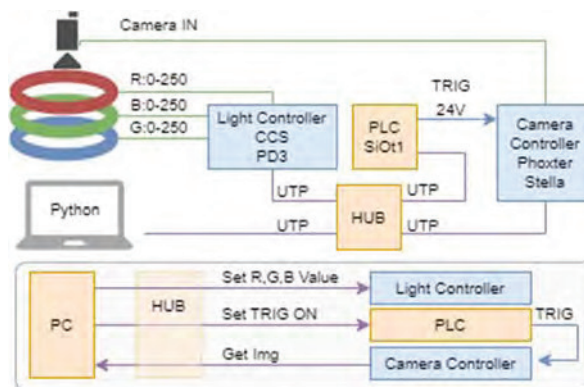 Camera IN
R:0-250
B:0-250
G:0-250
Light Controller
CCS
PD3
PLC
SiOt1
TRIG
24V
Camera
Controller
Phoxter
Stella
UTP
UTP
Python
UTP
HUB
UTP
PC
HUB
Set R,G,B Value
Light Controller
Set TRIG ON
PLC
TRIG
Get Img
Camera Controller